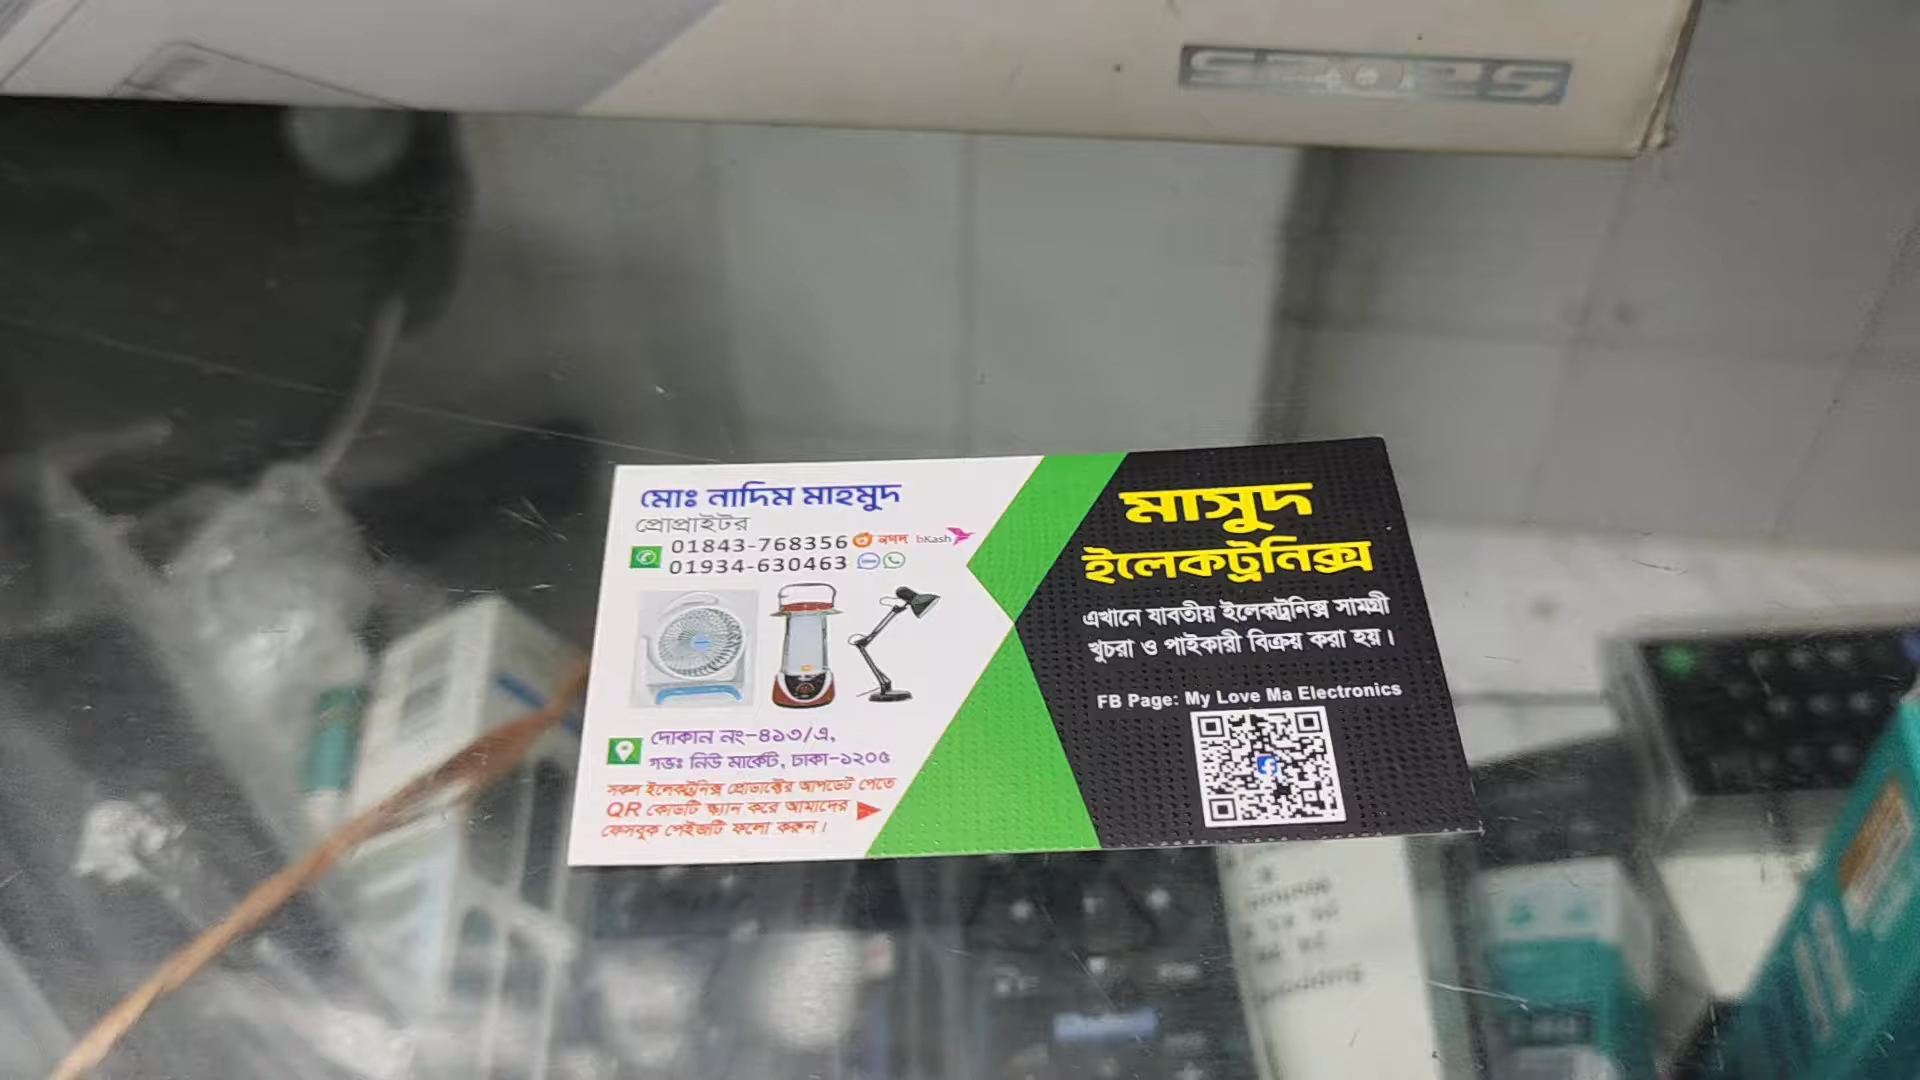 মোঃ নাদিম মাহমুদ
প্রোপ্রাইটর
01843-768356 নগদ bKash
01934-630463
দোকান নং-৪১৩/এ,
গভঃ নিউ মার্কেট, ঢাকা-১২০৫
সকল ইলেকট্রনিক্স প্রোডাক্টের আপডেট পেতে
QR কোডটি স্ক্যান করে আমাদের
ফেসবুক পেইজটি ফলো করুন।
মাসুদ
ইলেকট্রনিক্স
এখানে যাবতীয় ইলেকট্রনিক্স সামগ্রী
খুচরা ও পাইকারী বিক্রয় করা হয়।
FB Page: My Love Ma Electronics